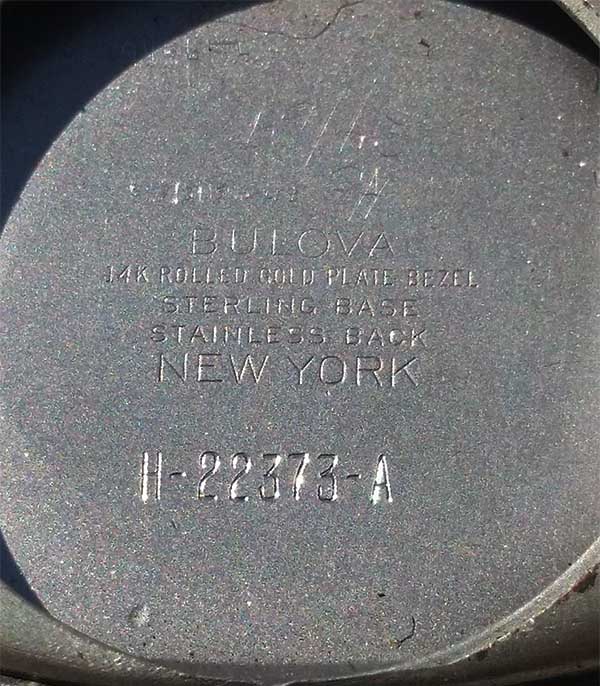 BULOVA
14K ROLLED GOLD PLATE BEZEL
STERLING BASE
STAINLESS BACK
NEW YORK
H-22373-A